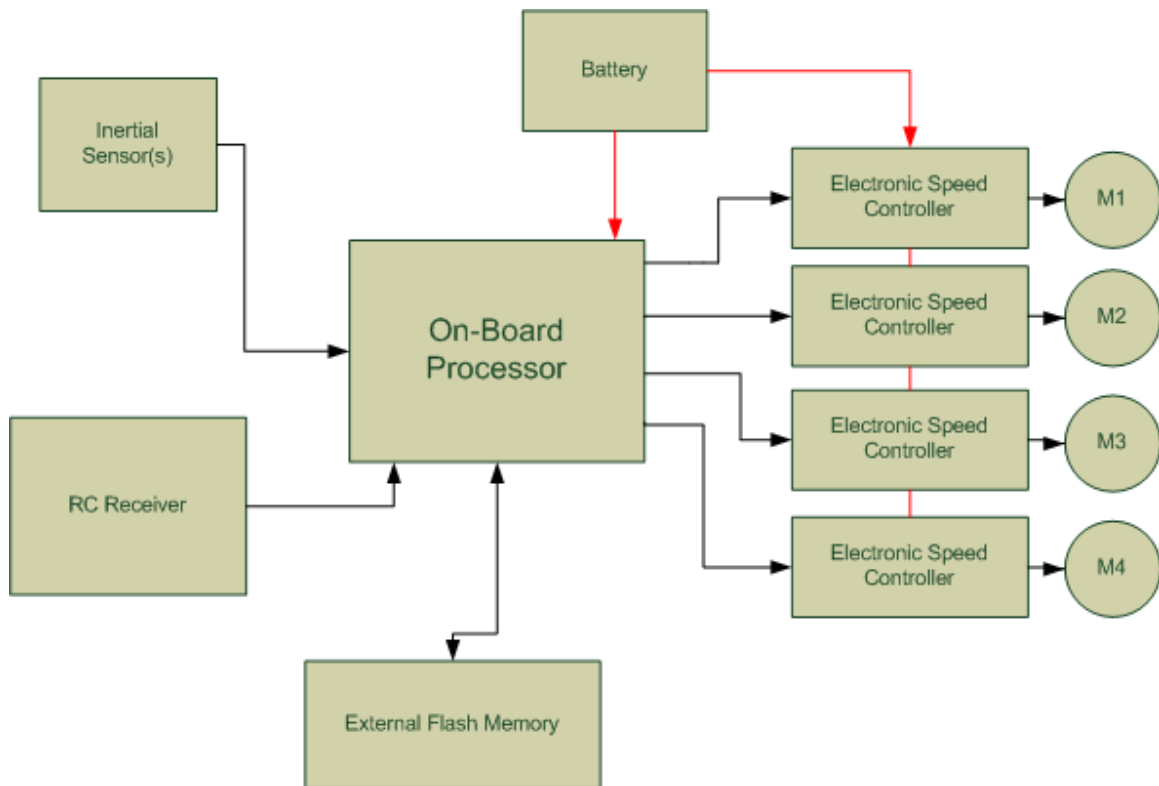 Battery
Inertial
Sensor(s)
Electronic Speed
Controller
M1
On-Board
Processor
Electronic Speed
Controller
M2
Electronic Speed
Controller
M3
RC Receiver
Electronic Speed
Controller
M4
External Flash Memory